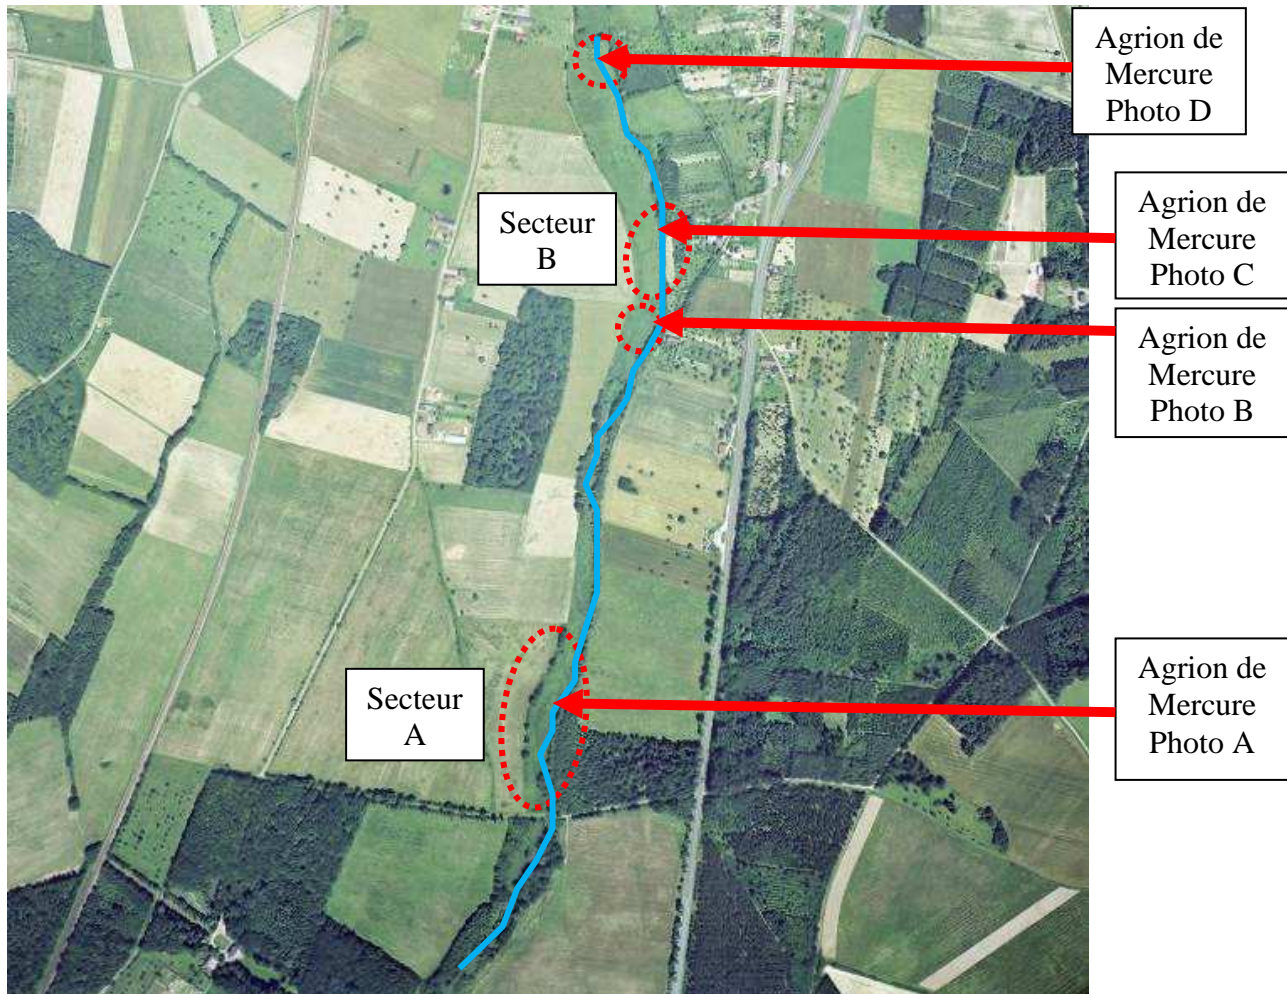 Agrion de
Mercure
Photo D
Agrion de
Mercure
Photo C
Secteur
B
Agrion de
Mercure
Photo B
Secteur
A
Agrion de
Mercure
Photo A